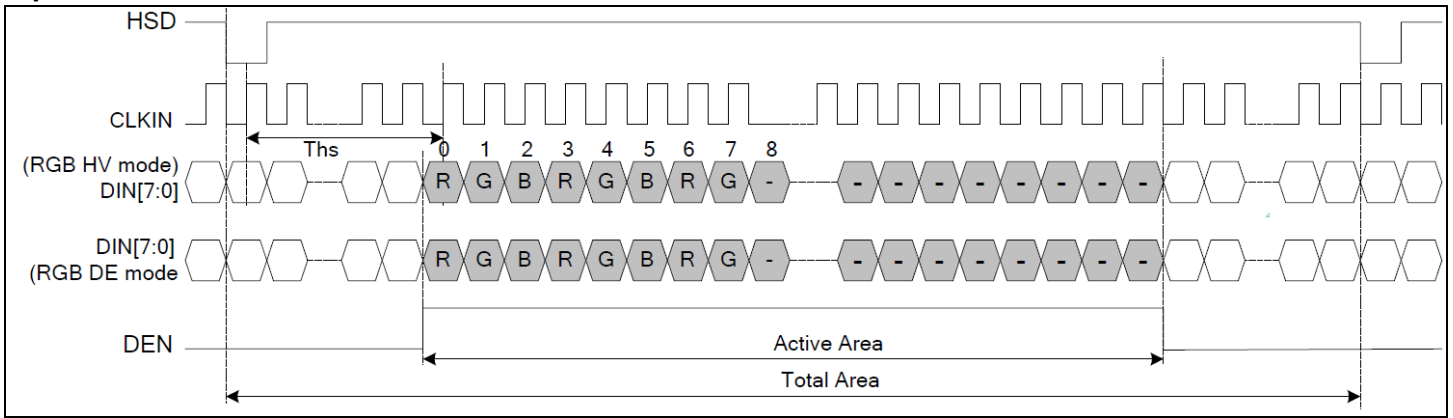 HSD
CLKIN
Ths
(RGB HV mode)
DIN[7:0]
0 1 2 3 4 5 6 7 8
R G B R G B R G - - - - - - - - -
DIN[7:0]
(RGB DE mode
R G B R G B R G - - - - - - - - -
DEN
Active Area
Total Area